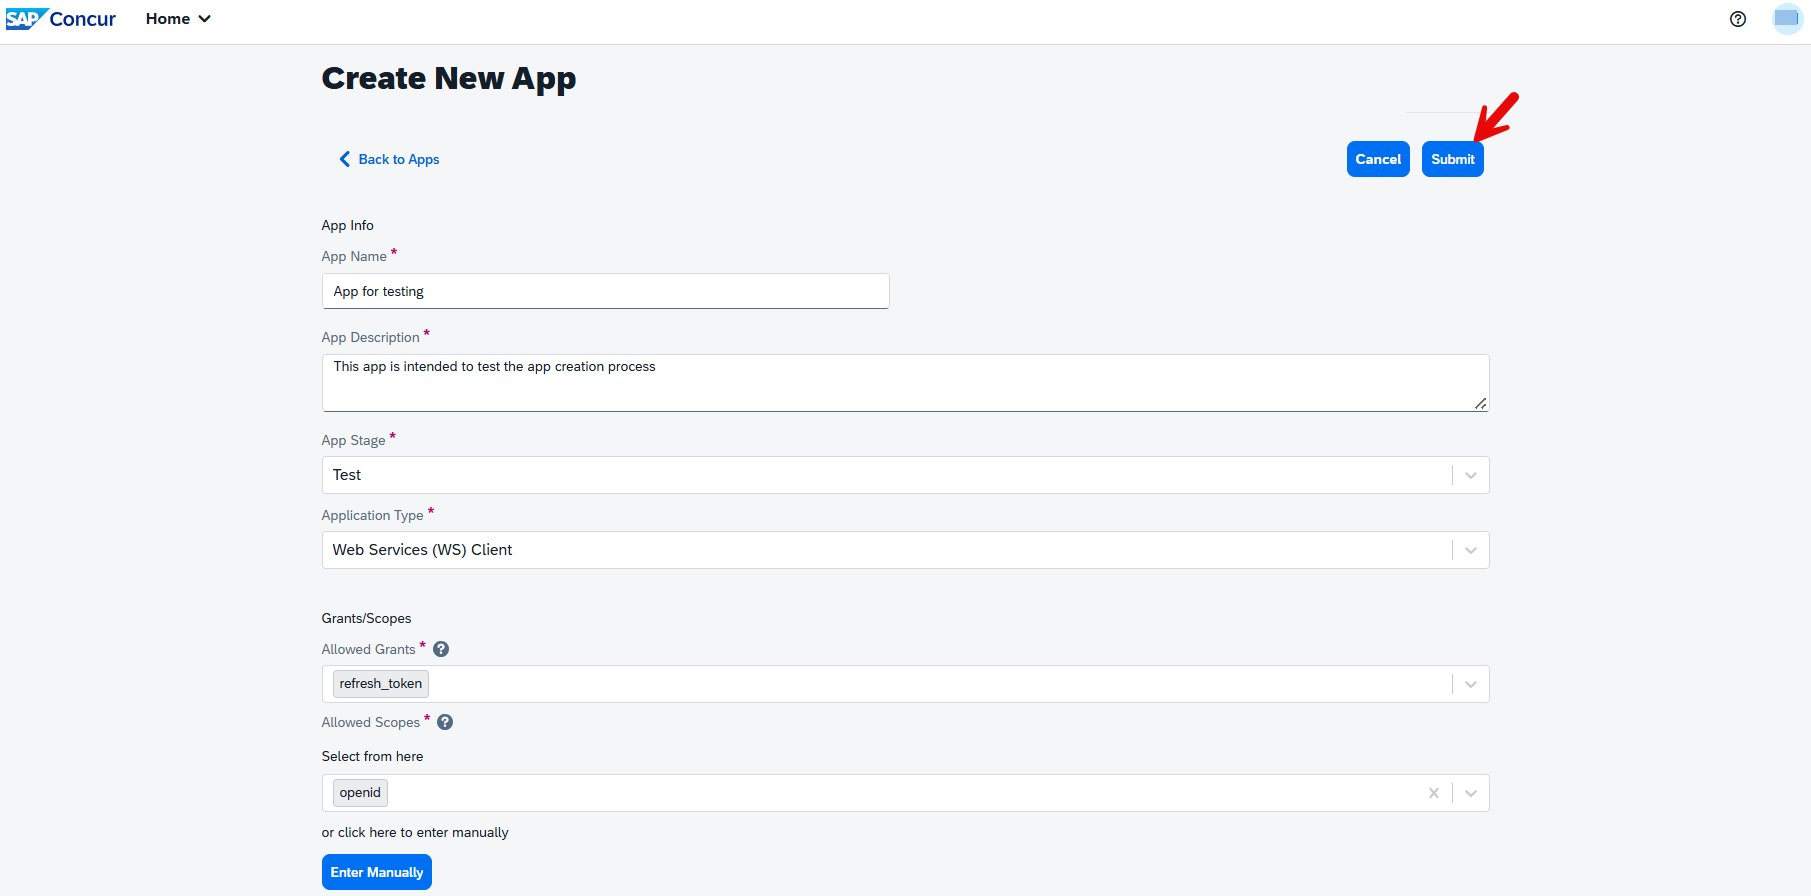 SAP Concur Home
Create New App
Back to Apps Cancel Submit
App Info
App Name *
App for testing
App Description *
This app is intended to test the app creation process
App Stage *
Test
Application Type *
Web Services (WS) Client
Grants/Scopes
Allowed Grants * ?
refresh_token
Allowed Scopes * ?
Select from here
openid
or click here to enter manually
Enter Manually